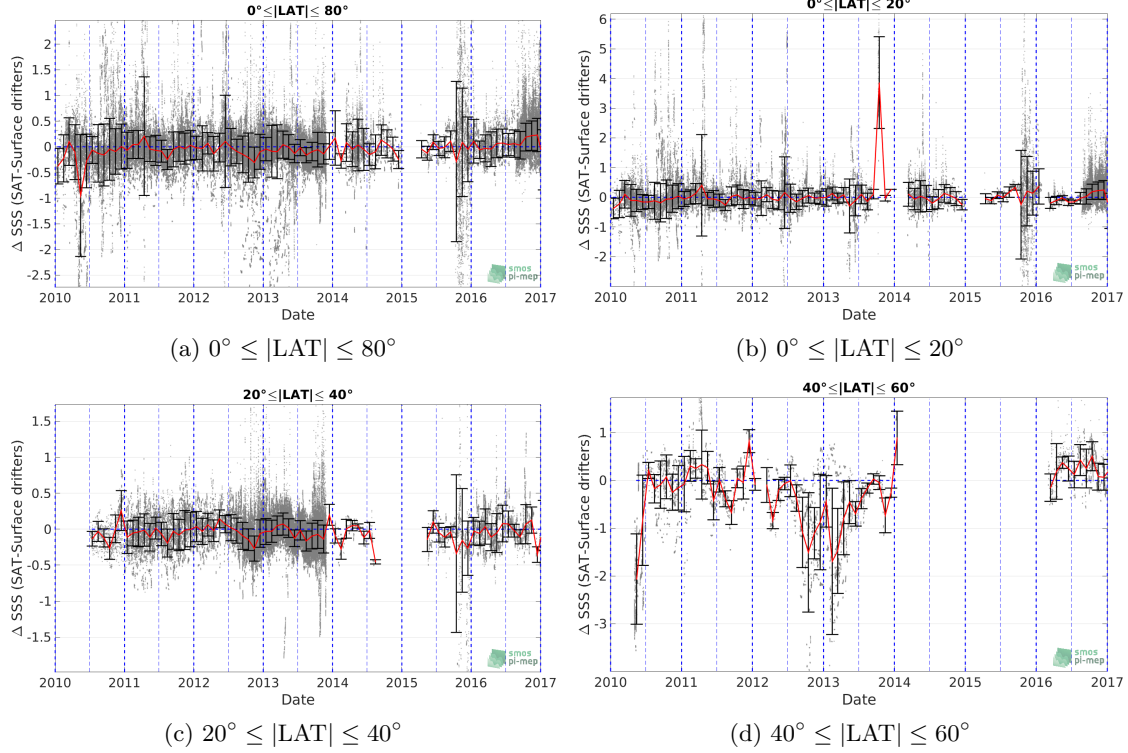 0°≤|LAT|≤ 80°
Δ SSS (SAT-Surface drifters)
2
1.5
1
0.5
0
-0.5
-1
-1.5
-2
-2.5
smos
pi-mep
2010 2011 2012 2013 2014 2015 2016 2017
Date
(a) 0° ≤ |LAT| ≤ 80°
0°≤|LAT|≤ 20°
Δ SSS (SAT-Surface drifters)
6
5
4
3
2
1
0
-1
-2
smos
pi-mep
2010 2011 2012 2013 2014 2015 2016 2017
Date
(b) 0° ≤ |LAT| ≤ 20°
20°≤|LAT|≤ 40°
Δ SSS (SAT-Surface drifters)
1.5
1
0.5
0
-0.5
-1
-1.5
smos
pi-mep
2010 2011 2012 2013 2014 2015 2016 2017
Date
(c) 20° ≤ |LAT| ≤ 40°
40°≤|LAT|≤ 60°
Δ SSS (SAT-Surface drifters)
1
0
-1
-2
-3
smos
pi-mep
2010 2011 2012 2013 2014 2015 2016 2017
Date
(d) 40° ≤ |LAT| ≤ 60°